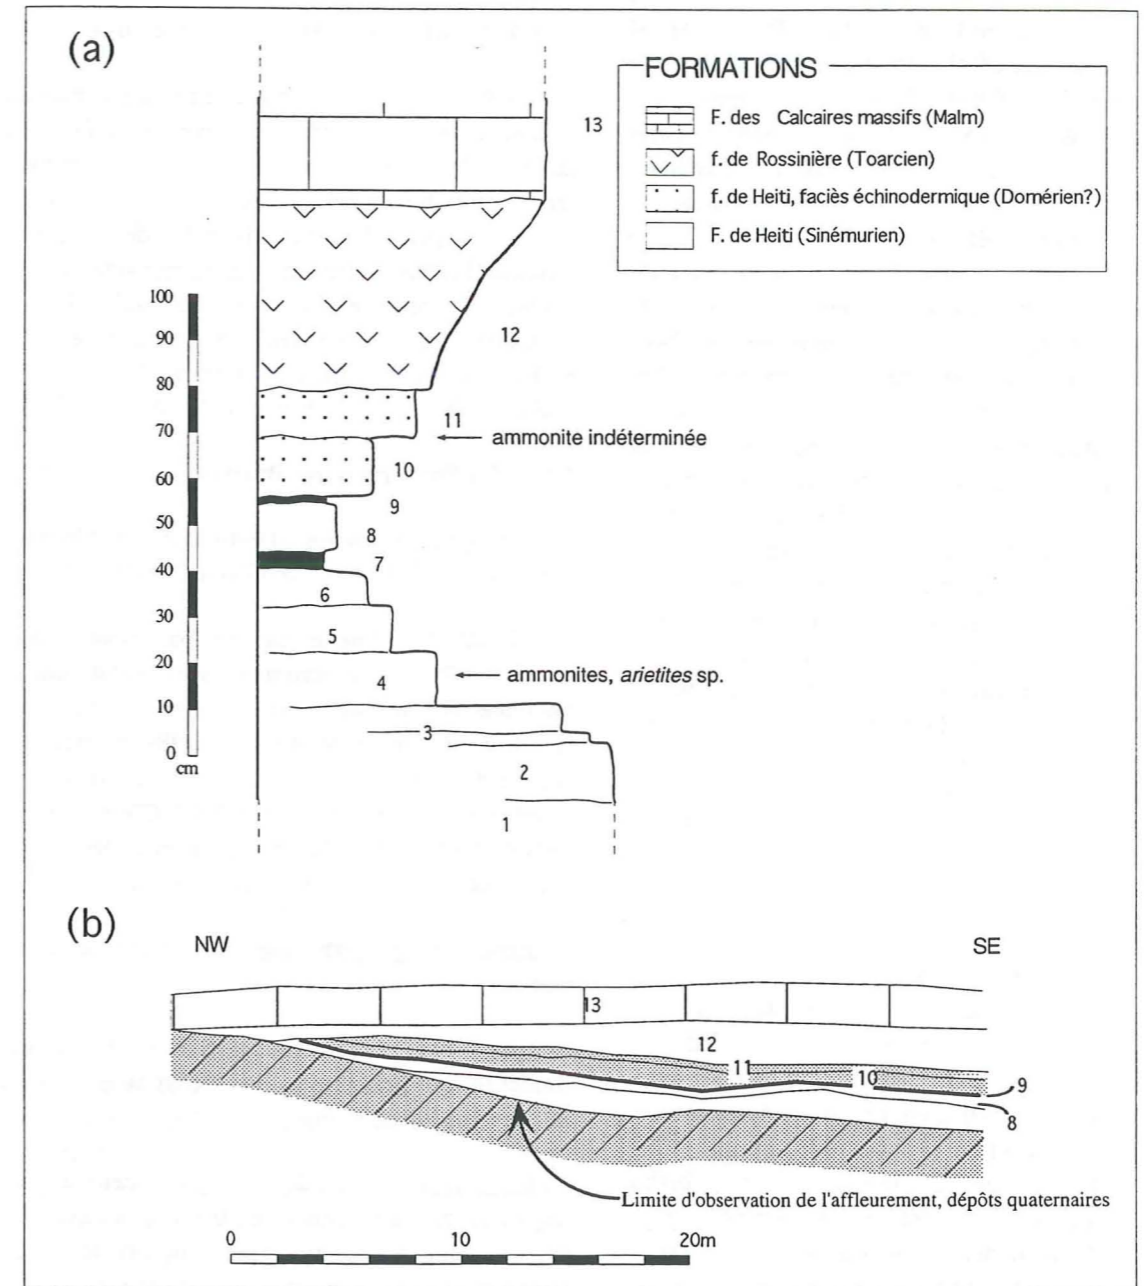 (a)
FORMATIONS
F. des Calcaires massifs (Malm)
f. de Rossinière (Toarcien)
f. de Heiti, faciès échinodermique (Domérien?)
F. de Heiti (Sinémurien)
13
12
11
ammonite indéterminée
10
9
8
7
6
5
4
ammonites, arietites sp.
3
2
1
100
90
80
70
60
50
40
30
20
10
0
cm
(b)
NW
SE
13
12
11
10
9
8
Limite d'observation de l'affleurement, dépôts quaternaires
0 10 20m